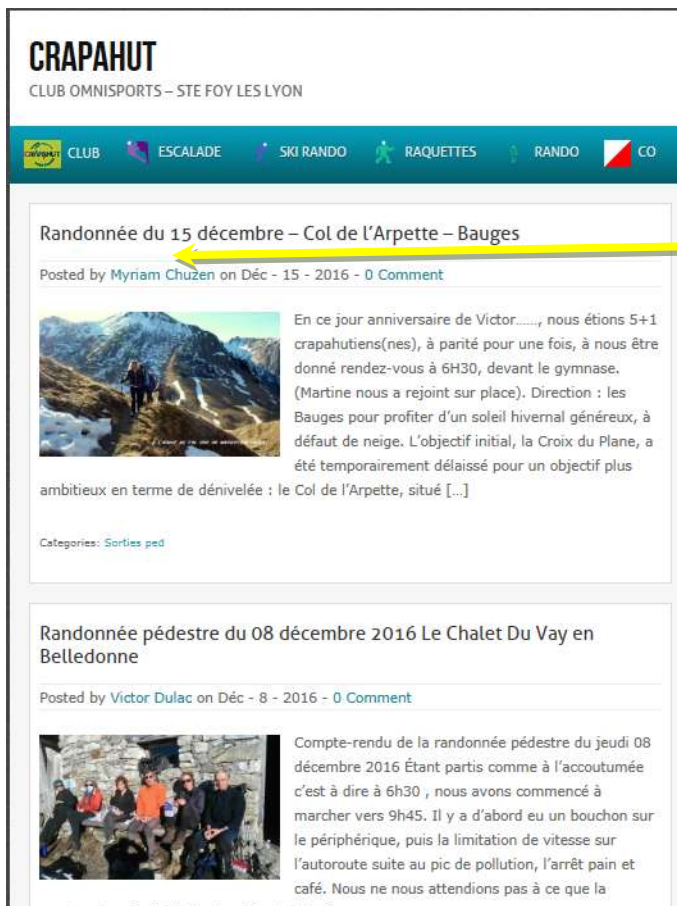 CRAPAHUT
CLUB OMNISPORTS – STE FOY LES LYON
CLUB ESCALADE SKI RANDO RAQUETTES RANDO CO
Randonnée du 15 décembre – Col de l'Arpette – Bauges
Posted by Myriam Chuzen on Déc - 15 - 2016 - 0 Comment
En ce jour anniversaire de Victor……, nous étions 5+1
crapahutiens(nes), à parité pour une fois, à nous être
donné rendez-vous à 6H30, devant le gymnase.
(Martine nous a rejoint sur place). Direction : les
Bauges pour profiter d'un soleil hivernal généreux, à
défaut de neige. L'objectif initial, la Croix du Plane, a
été temporairement délaissé pour un objectif plus
ambitieux en terme de dénivelée : le Col de l'Arpette, situé […]
Categories: Sorties ped
Randonnée pédestre du 08 décembre 2016 Le Chalet Du Vay en
Belledonne
Posted by Victor Dulac on Déc - 8 - 2016 - 0 Comment
Compte-rendu de la randonnée pédestre du jeudi 08
décembre 2016 Étant partis comme à l'accoutumée
c'est à dire à 6h30 , nous avons commencé à
marcher vers 9h45. Il y a d'abord eu un bouchon sur
le périphérique, puis la limitation de vitesse sur
l'autoroute suite au pic de pollution, l'arrêt pain et
café. Nous ne nous attendions pas à ce que la